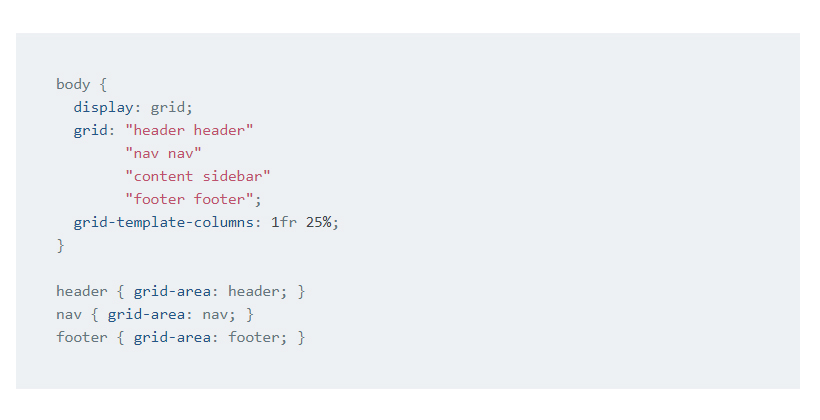 body {
  display: grid;
  grid: "header header"
        "nav nav"
        "content sidebar"
        "footer footer";
  grid-template-columns: 1fr 25%;
}

header { grid-area: header; }
nav { grid-area: nav; }
footer { grid-area: footer; }